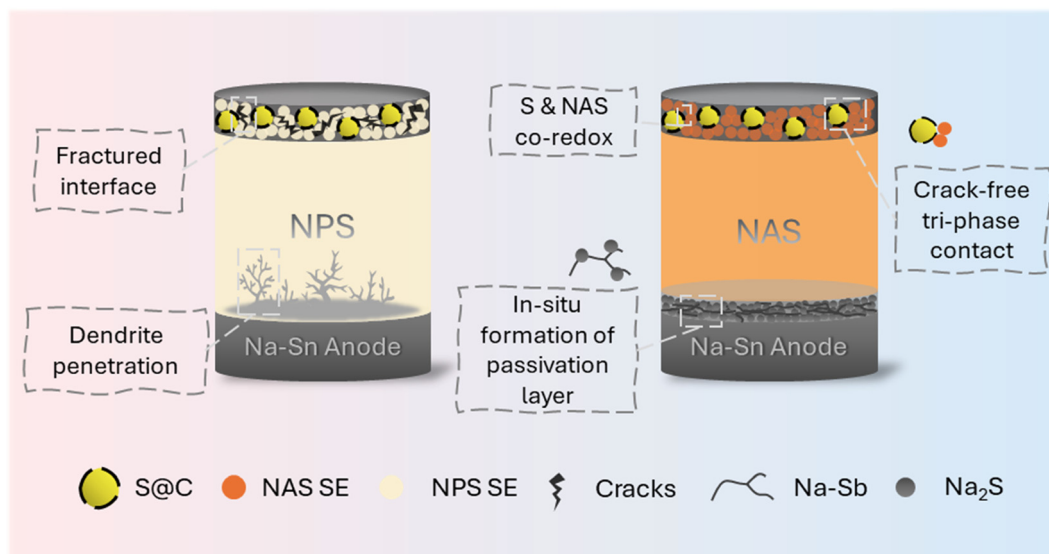 Fractured
interface
NPS
Dendrite
penetration
Na-Sn Anode
S & NAS
co-redox
NAS
Crack-free
tri-phase
contact
In-situ
formation of
passivation
layer
Na-Sn Anode
S@C
NAS SE
NPS SE
Cracks
Na-Sb
Na₂S